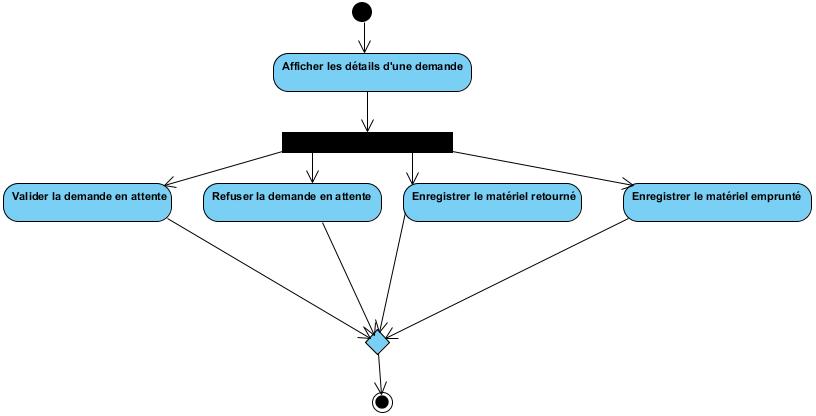 Afficher les détails d'une demande
Valider la demande en attente
Refuser la demande en attente
Enregistrer le matériel retourné
Enregistrer le matériel emprunté